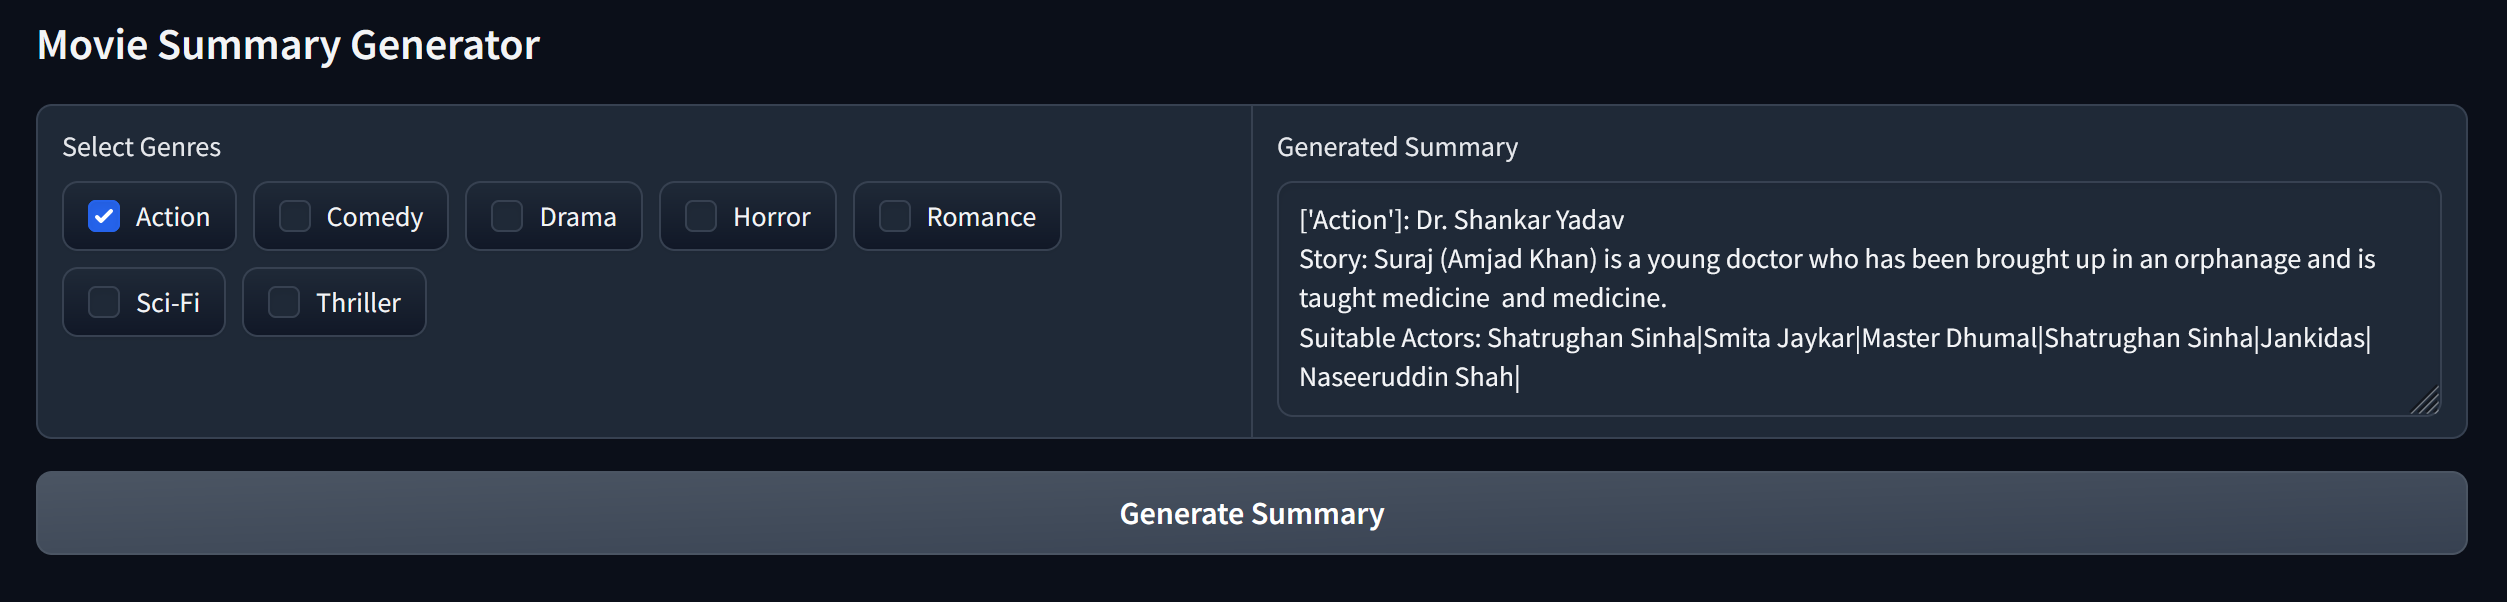 Movie Summary Generator
Select Genres
Action
Comedy
Drama
Horror
Romance
Sci-Fi
Thriller
Generated Summary
['Action']: Dr. Shankar Yadav
Story: Suraj (Amjad Khan) is a young doctor who has been brought up in an orphanage and is
taught medicine  and medicine.
Suitable Actors: Shatrughan Sinha|Smita Jaykar|Master Dhumal|Shatrughan Sinha|Jankidas|
Naseeruddin Shah|
Generate Summary